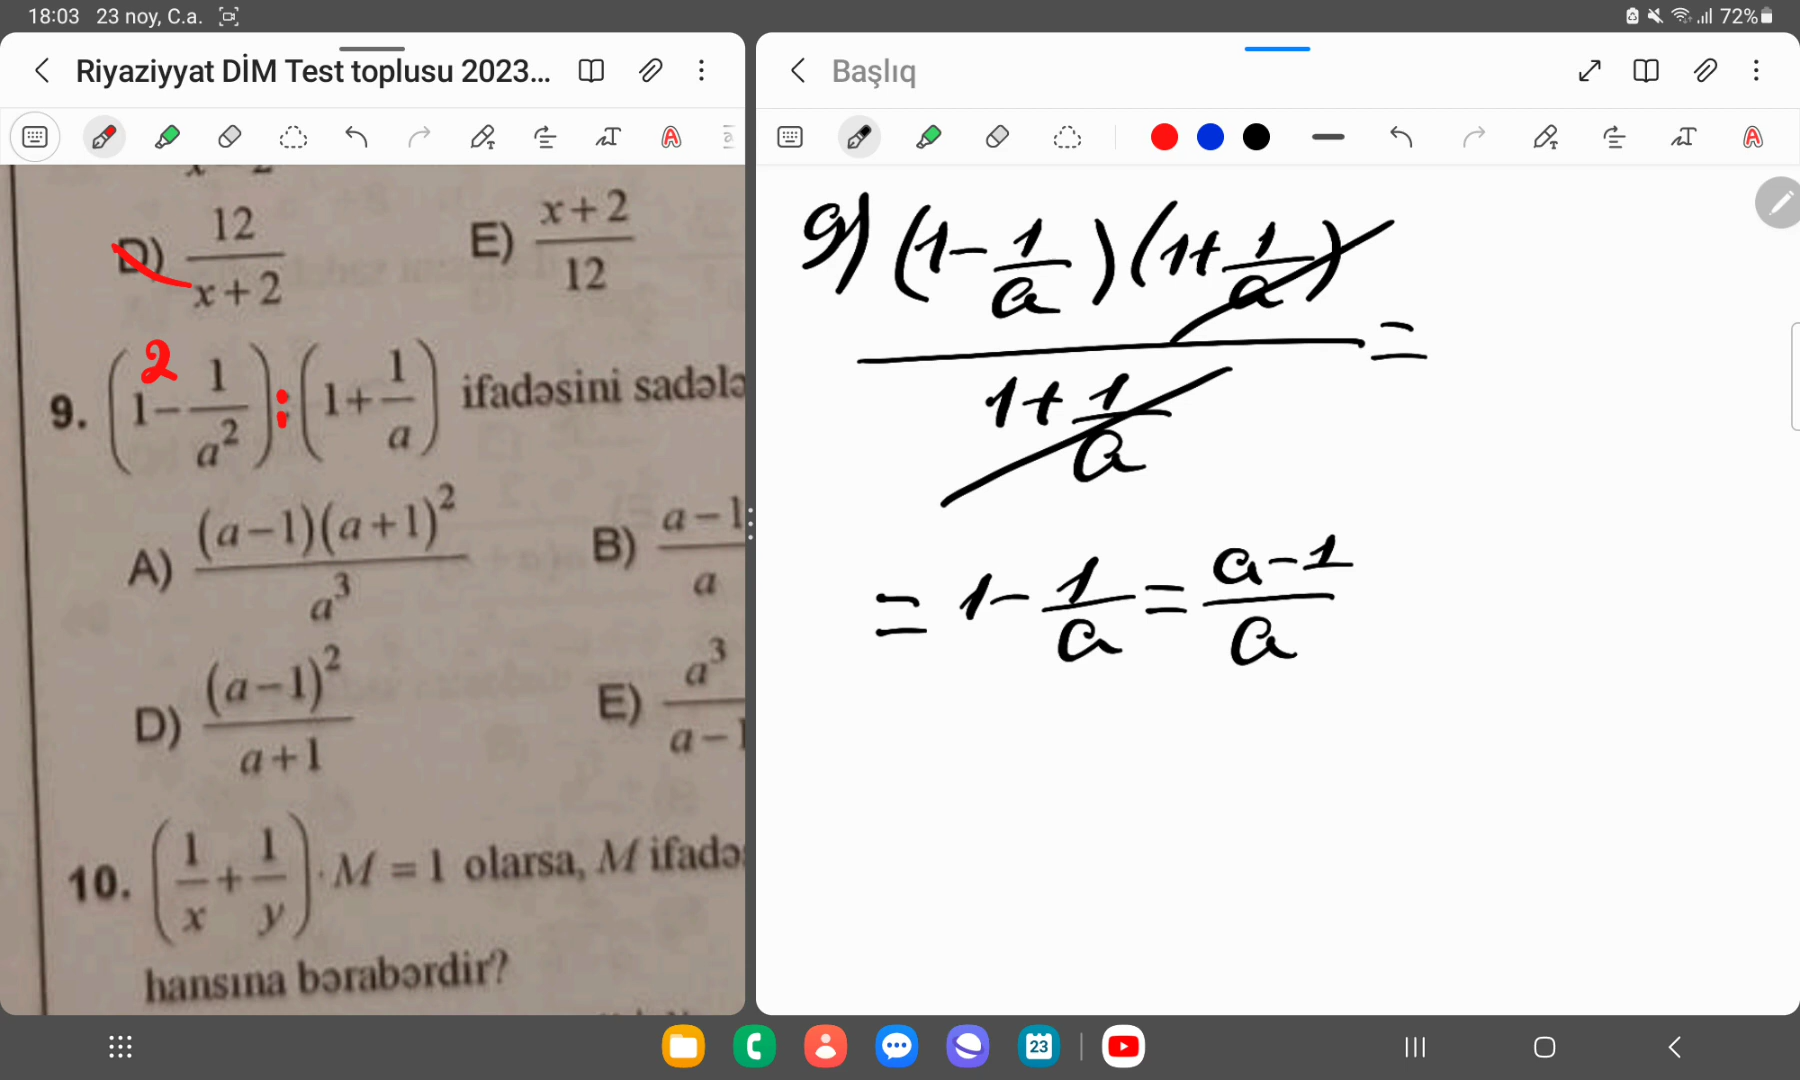 18:03 23 noy, C.a. 72%
Riyaziyyat DİM Test toplusu 2023...
D) 12/(x+2) E) (x+2)/12
2
9. (1 - 1/a²) : (1 + 1/a) ifadəsini sadələ
A) (a-1)(a+1)²/a³ B) (a-1)/a
D) (a-1)²/(a+1) E) a³/(a-1)
10. (1/x + 1/y) · M = 1 olarsa, M ifadə
hansına bərabərdir?
Başlıq
9) (1 - 1/a)(1 + 1/a) / (1 + 1/a) =
= 1 - 1/a = (a-1)/a
23